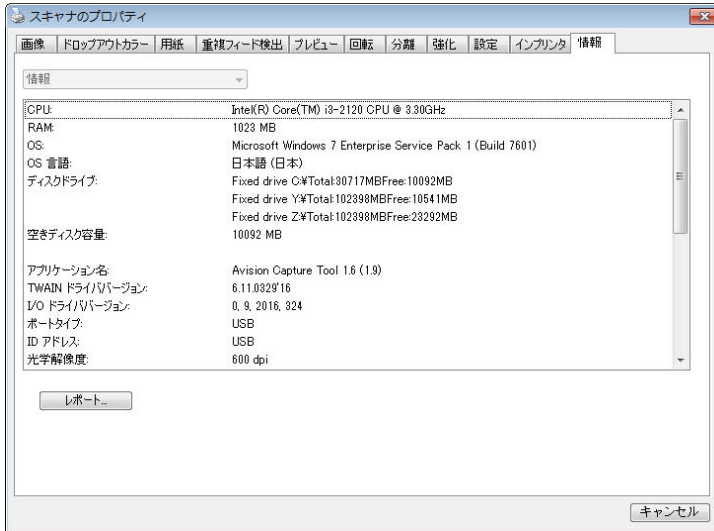 スキャナのプロパティ
画像 ドロップアウトカラー 用紙 重複フィード検出 プレビュー 回転 分離 強化 設定 インプリンタ 情報
情報
CPU: Intel(R) Core(TM) i3-2120 CPU @ 3.30GHz
RAM: 1023 MB
OS: Microsoft Windows 7 Enterprise Service Pack 1 (Build 7601)
OS 言語: 日本語 (日本)
ディスクドライブ: Fixed drive C:¥Total:30717MBFree:10092MB
Fixed drive Y:¥Total:102398MBFree:10541MB
Fixed drive Z:¥Total:102398MBFree:23292MB
空きディスク容量: 10092 MB
アプリケーション名: Avision Capture Tool 1.6 (1.9)
TWAIN ドライババージョン: 6.11.0329'16
I/O ドライババージョン: 0, 9, 2016, 324
ポートタイプ: USB
ID アドレス: USB
光学解像度: 600 dpi
レポート...
キャンセル